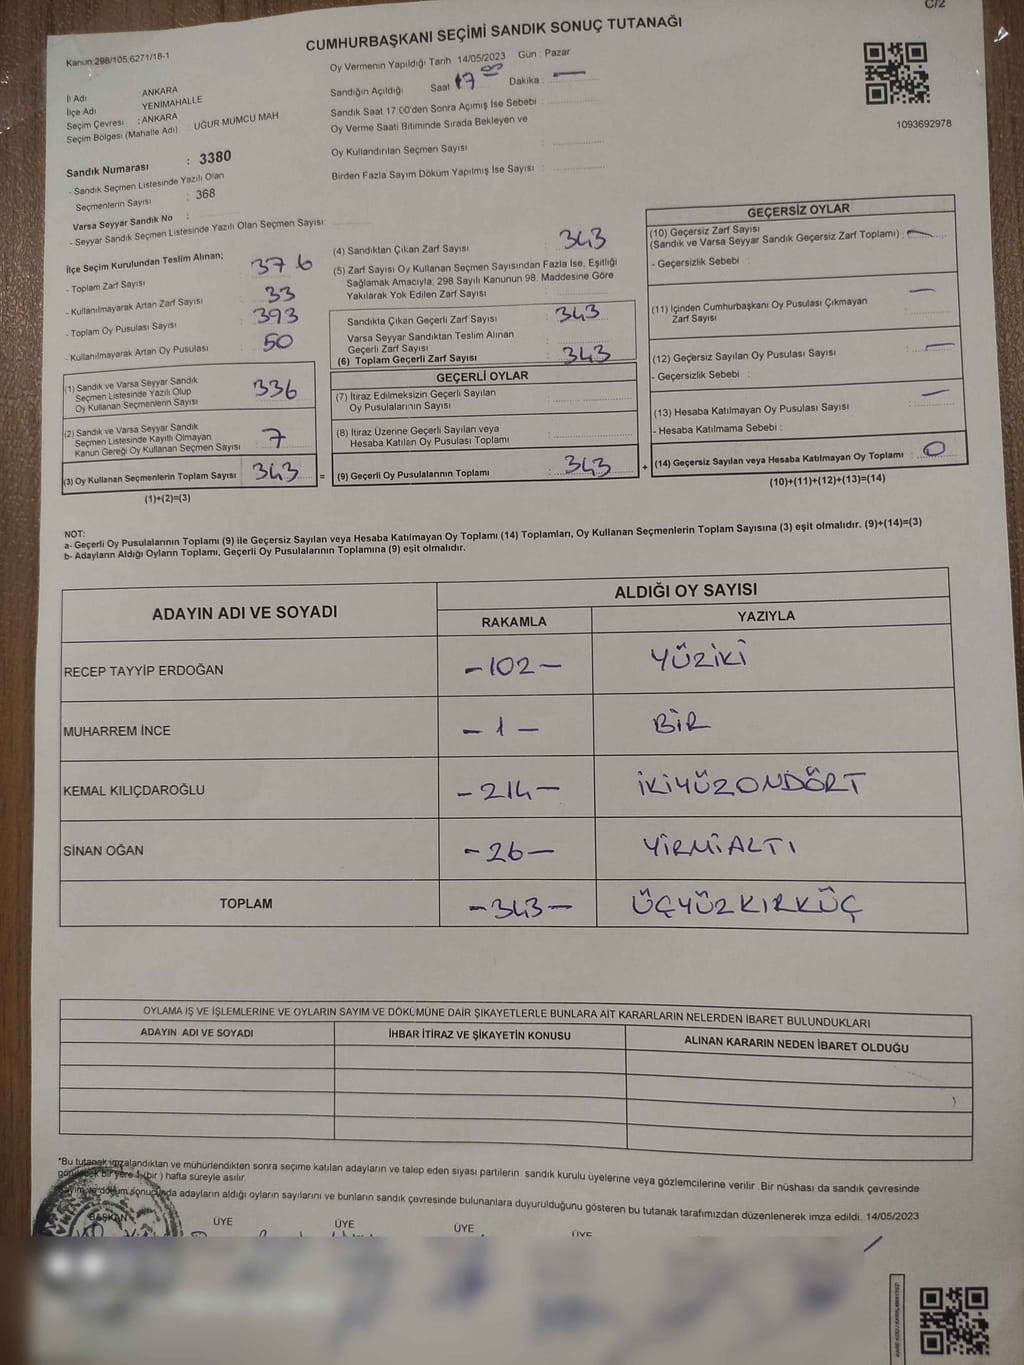 C/2
CUMHURBAŞKANI SEÇİMİ SANDIK SONUÇ TUTANAĞI
Kanun:298/105,6271/18-1
Oy Vermenin Yapıldığı Tarih 14/05/2023 Gün : Pazar
Sandığın Açıldığı Saat 17 00 Dakika : —
Sandık Saat 17:00'den Sonra Açımış İse Sebebi :
Oy Verme Saati Bitiminde Sırada Bekleyen ve
Oy Kullandırılan Seçmen Sayısı :
Birden Fazla Sayım Döküm Yapılmış İse Sayısı :
1093692978
İl Adı ANKARA
İlçe Adı YENİMAHALLE
Seçim Çevresi : ANKARA
Seçim Bölgesi (Mahalle Adı) UĞUR MUMCU MAH
Sandık Numarası : 3380
- Sandık Seçmen Listesinde Yazılı Olan
Seçmenlerin Sayısı : 368
Varsa Seyyar Sandık No :
- Seyyar Sandık Seçmen Listesinde Yazılı Olan Seçmen Sayısı:
İlçe Seçim Kurulundan Teslim Alınan;
- Toplam Zarf Sayısı 376
- Kullanılmayarak Artan Zarf Sayısı 33
- Toplam Oy Pusulası Sayısı 393
- Kullanılmayarak Artan Oy Pusulası 50
(1) Sandık ve Varsa Seyyar Sandık
Seçmen Listesinde Yazılı Olup
Oy Kullanan Seçmenlerin Sayısı 336
(2) Sandık ve Varsa Seyyar Sandık
Seçmen Listesinde Kayıtlı Olmayan
Kanun Gereği Oy Kullanan Seçmen Sayısı 7
(3) Oy Kullanan Seçmenlerin Toplam Sayısı 343 =
(1)+(2)=(3)
(4) Sandıktan Çıkan Zarf Sayısı : 343
(5) Zarf Sayısı Oy Kullanan Seçmen Sayısından Fazla İse, Eşitliği
Sağlamak Amacıyla; 298 Sayılı Kanunun 98. Maddesine Göre
Yakılarak Yok Edilen Zarf Sayısı :
Sandıkta Çıkan Geçerli Zarf Sayısı : 343
Varsa Seyyar Sandıktan Teslim Alınan
Geçerli Zarf Sayısı :
(6) Toplam Geçerli Zarf Sayısı : 343
GEÇERLİ OYLAR
(7) İtiraz Edilmeksizin Geçerli Sayılan
Oy Pusulalarının Sayısı :
(8) İtiraz Üzerine Geçerli Sayılan veya
Hesaba Katılan Oy Pusulası Toplamı :
(9) Geçerli Oy Pusulalarının Toplamı : 343 +
GEÇERSİZ OYLAR
(10) Geçersiz Zarf Sayısı
(Sandık ve Varsa Seyyar Sandık Geçersiz Zarf Toplamı) : —
- Geçersizlik Sebebi :
(11) İçinden Cumhurbaşkanı Oy Pusulası Çıkmayan
Zarf Sayısı —
(12) Geçersiz Sayılan Oy Pusulası Sayısı : —
- Geçersizlik Sebebi :
(13) Hesaba Katılmayan Oy Pusulası Sayısı : —
- Hesaba Katılmama Sebebi :
(14) Geçersiz Sayılan veya Hesaba Katılmayan Oy Toplamı : 0
(10)+(11)+(12)+(13)=(14)
NOT:
a- Geçerli Oy Pusulalarının Toplamı (9) ile Geçersiz Sayılan veya Hesaba Katılmayan Oy Toplamı (14) Toplamları, Oy Kullanan Seçmenlerin Toplam Sayısına (3) eşit olmalıdır. (9)+(14)=(3)
b- Adayların Aldığı Oyların Toplamı, Geçerli Oy Pusulalarının Toplamına (9) eşit olmalıdır.
ADAYIN ADI VE SOYADI ALDIĞI OY SAYISI
RAKAMLA YAZIYLA
RECEP TAYYİP ERDOĞAN -102- YÜZİKİ
MUHARREM İNCE -1- BİR
KEMAL KILIÇDAROĞLU -214- İKİYÜZONDÖRT
SİNAN OĞAN -26- YİRMİALTI
TOPLAM -343- ÜÇYÜZKIRKÜÇ
OYLAMA İŞ VE İŞLEMLERİNE VE OYLARIN SAYIM VE DÖKÜMÜNE DAİR ŞİKAYETLERLE BUNLARA AİT KARARLARIN NELERDEN İBARET BULUNDUKLARI
ADAYIN ADI VE SOYADI İHBAR İTİRAZ VE ŞİKAYETİN KONUSU ALINAN KARARIN NEDEN İBARET OLDUĞU
*Bu tutanak imzalandıktan ve mühürlendikten sonra seçime katılan adayların ve talep eden siyasi partilerin sandık kurulu üyelerine veya gözlemcilerine verilir. Bir nüshası da sandık çevresinde
bir yere 1 (bir) hafta süreyle asılır.
Sayım ve döküm sonucunda adayların aldığı oyların sayılarını ve bunların sandık çevresinde bulunanlara duyurulduğunu gösteren bu tutanak tarafımızdan düzenlenerek imza edildi. 14/05/2023
BAŞKAN ÜYE ÜYE ÜYE ÜYE